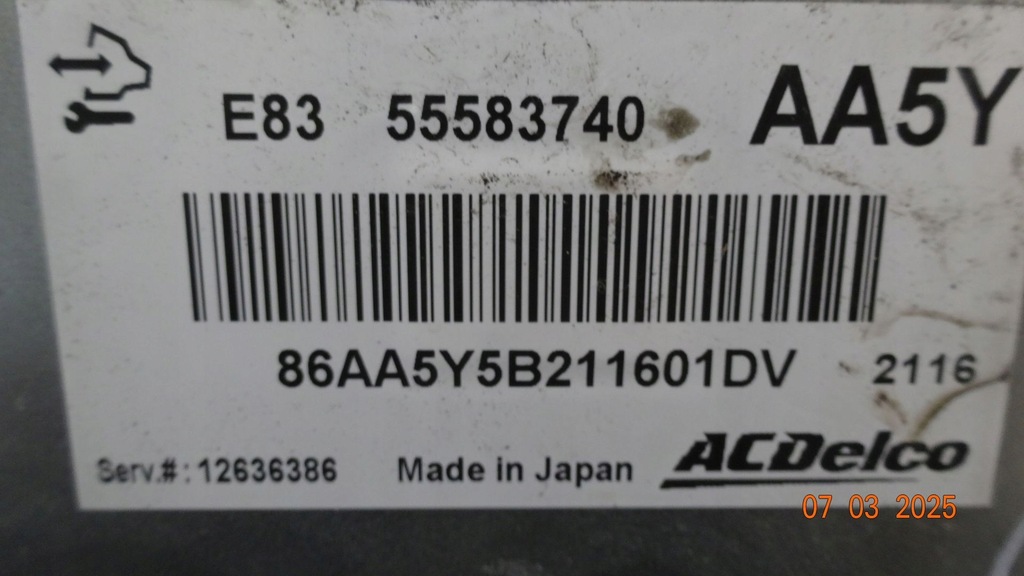 E83 55583740 AA5Y
86AA5Y5B211601DV 2116
Serv.#: 12636386 Made in Japan ACDelco
07 03 2025